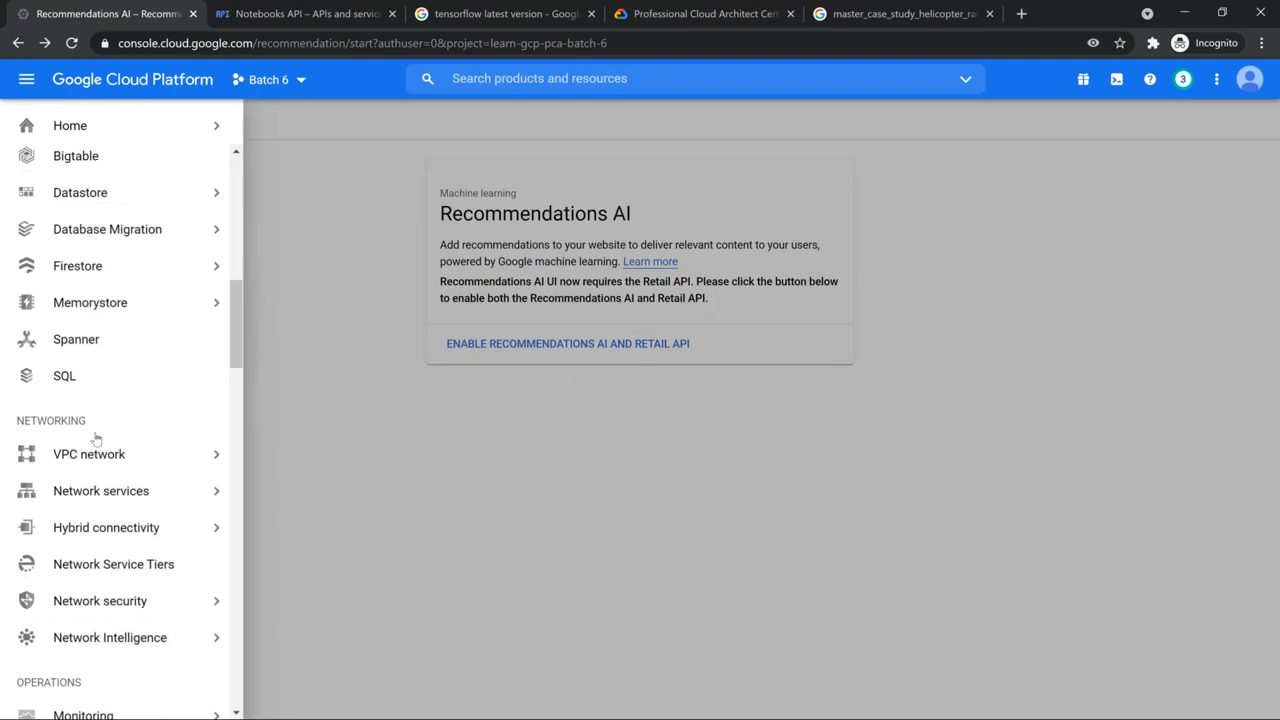 Recommendations AI – Recomm
Notebooks API – APIs and servic
tensorflow latest version - Googl
Professional Cloud Architect Cert
master_case_study_helicopter_rac
console.cloud.google.com/recommendation/start?authuser=0&project=learn-gcp-pca-batch-6
Incognito
Google Cloud Platform
Batch 6
Search products and resources
3
Home
Bigtable
Datastore
Database Migration
Firestore
Memorystore
Spanner
SQL
NETWORKING
VPC network
Network services
Hybrid connectivity
Network Service Tiers
Network security
Network Intelligence
OPERATIONS
Monitoring
Machine learning
Recommendations AI
Add recommendations to your website to deliver relevant content to your users,
powered by Google machine learning. Learn more
Recommendations AI UI now requires the Retail API. Please click the button below
to enable both the Recommendations AI and Retail API.
ENABLE RECOMMENDATIONS AI AND RETAIL API